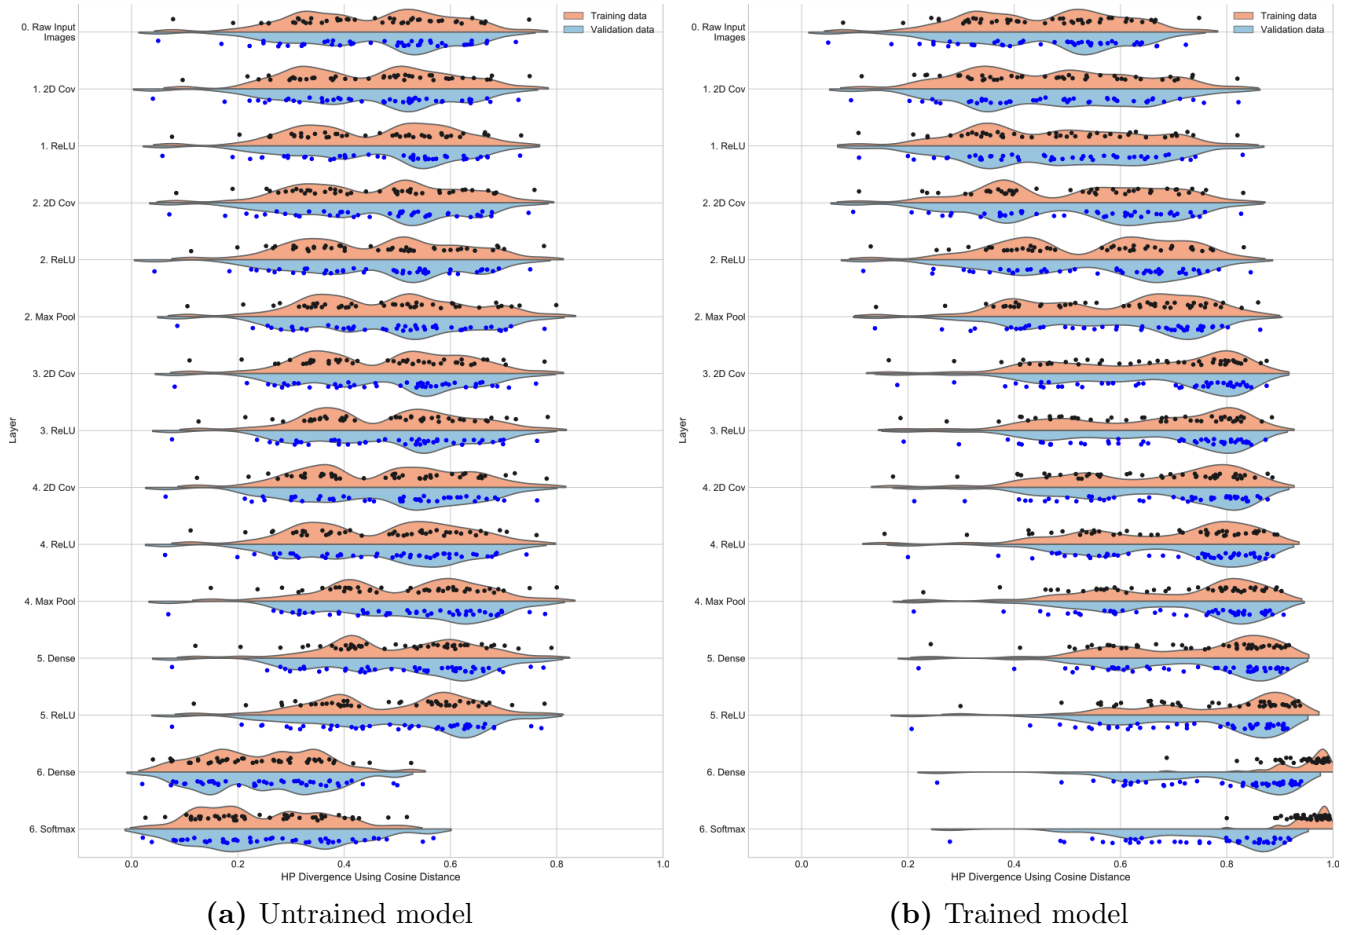 0. Raw Input
Images
1. 2D Cov
1. ReLU
2. 2D Cov
2. ReLU
2. Max Pool
3. 2D Cov
3. ReLU
4. 2D Cov
4. ReLU
4. Max Pool
5. Dense
5. ReLU
6. Dense
6. Softmax
Layer
Training data
Validation data
0.0 0.2 0.4 0.6 0.8 1.0
HP Divergence Using Cosine Distance
(a) Untrained model
0. Raw Input
Images
1. 2D Cov
1. ReLU
2. 2D Cov
2. ReLU
2. Max Pool
3. 2D Cov
3. ReLU
4. 2D Cov
4. ReLU
4. Max Pool
5. Dense
5. ReLU
6. Dense
6. Softmax
Layer
Training data
Validation data
0.0 0.2 0.4 0.6 0.8 1.0
HP Divergence Using Cosine Distance
(b) Trained model